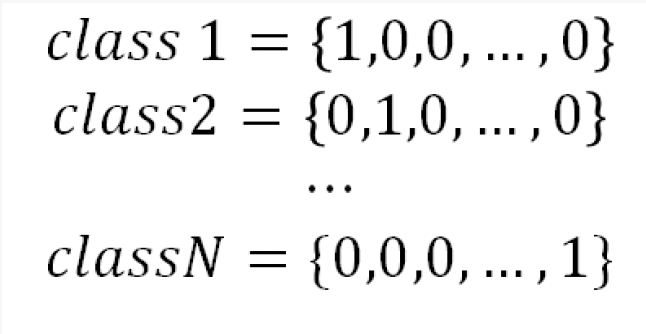 class 1 = {1,0,0, … , 0}
class2 = {0,1,0, … , 0}
…
classN = {0,0,0, … , 1}